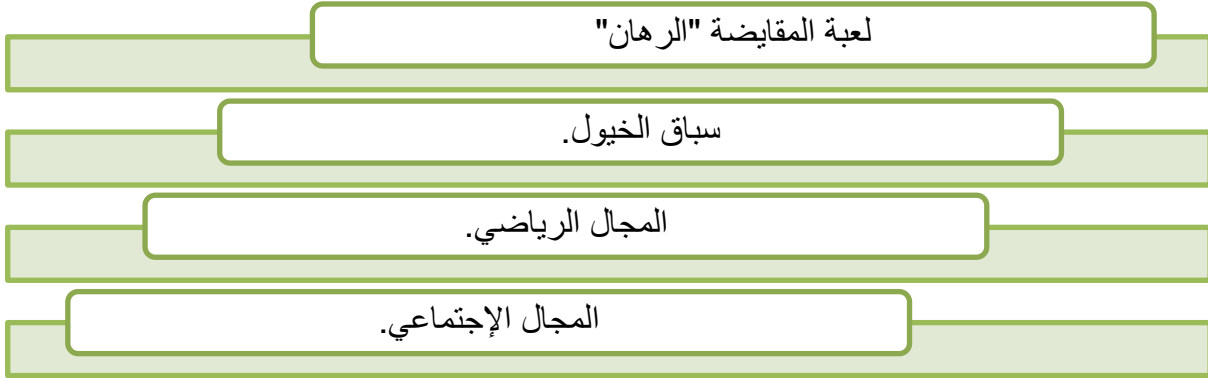 لعبة المقايضة "الرهان"
سباق الخيول.
المجال الرياضي.
المجال الإجتماعي.